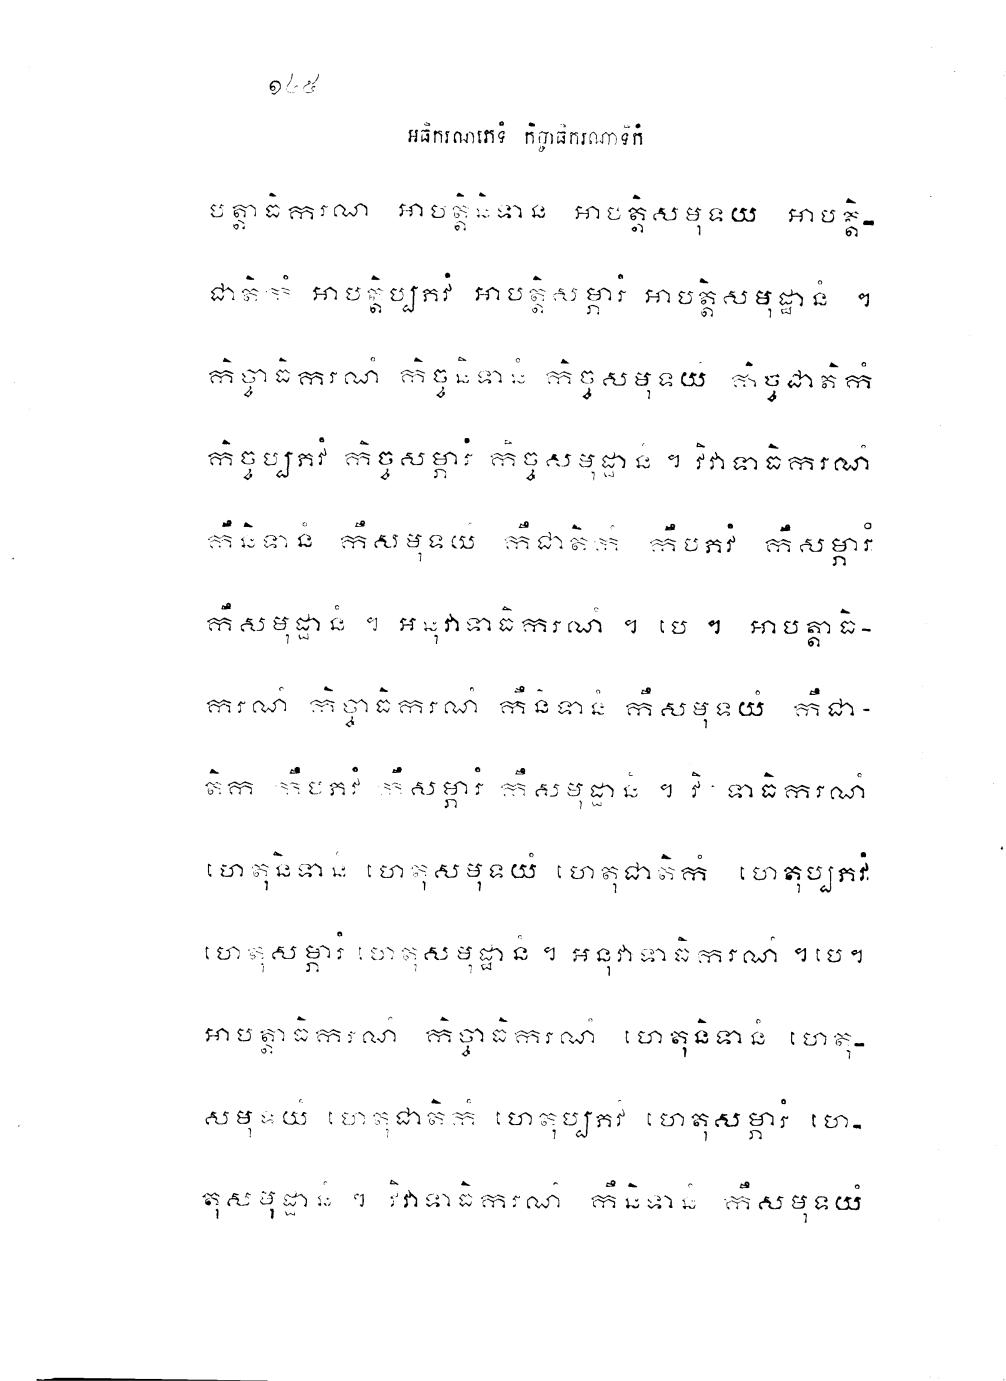 ១៤៥
អធិករណភេទំ កិច្ចាធិករណាទិកំ
បត្តាធិករណំ អាបត្តិនិទានំ អាបត្តិសមុទយំ អាបត្តិ-
ជាតិកំ អាបត្តិប្បភវំ អាបត្តិសម្ភារំ អាបត្តិសមុដ្ឋានំ ។
កិច្ចាធិករណំ កិច្ចនិទានំ កិច្ចសមុទយំ កិច្ចជាតិកំ
កិច្ចប្បភវំ កិច្ចសម្ភារំ កិច្ចសមុដ្ឋានំ ។ វិវាទាធិករណំ
កឹនិទានំ កឹសមុទយំ កឹជាតិកំ កឹបភវំ កឹសម្ភារំ
កឹសមុដ្ឋានំ ។ អនុវាទាធិករណំ ។ បេ ។ អាបត្តាធិ-
ករណំ កិច្ចាធិករណំ កឹនិទានំ កឹសមុទយំ កឹជា-
តិកំ កឹបភវំ កឹសម្ភារំ កឹសមុដ្ឋានំ ។ វិវាទាធិករណំ
ហេតុនិទានំ ហេតុសមុទយំ ហេតុជាតិកំ ហេតុប្បភវំ
ហេតុសម្ភារំ ហេតុសមុដ្ឋានំ ។ អនុវាទាធិករណំ ។បេ។
អាបត្តាធិករណំ កិច្ចាធិករណំ ហេតុនិទានំ ហេតុ-
សមុទយំ ហេតុជាតិកំ ហេតុប្បភវំ ហេតុសម្ភារំ ហេ-
តុសមុដ្ឋានំ ។ វិវាទាធិករណំ កឹនិទានំ កឹសមុទយំ